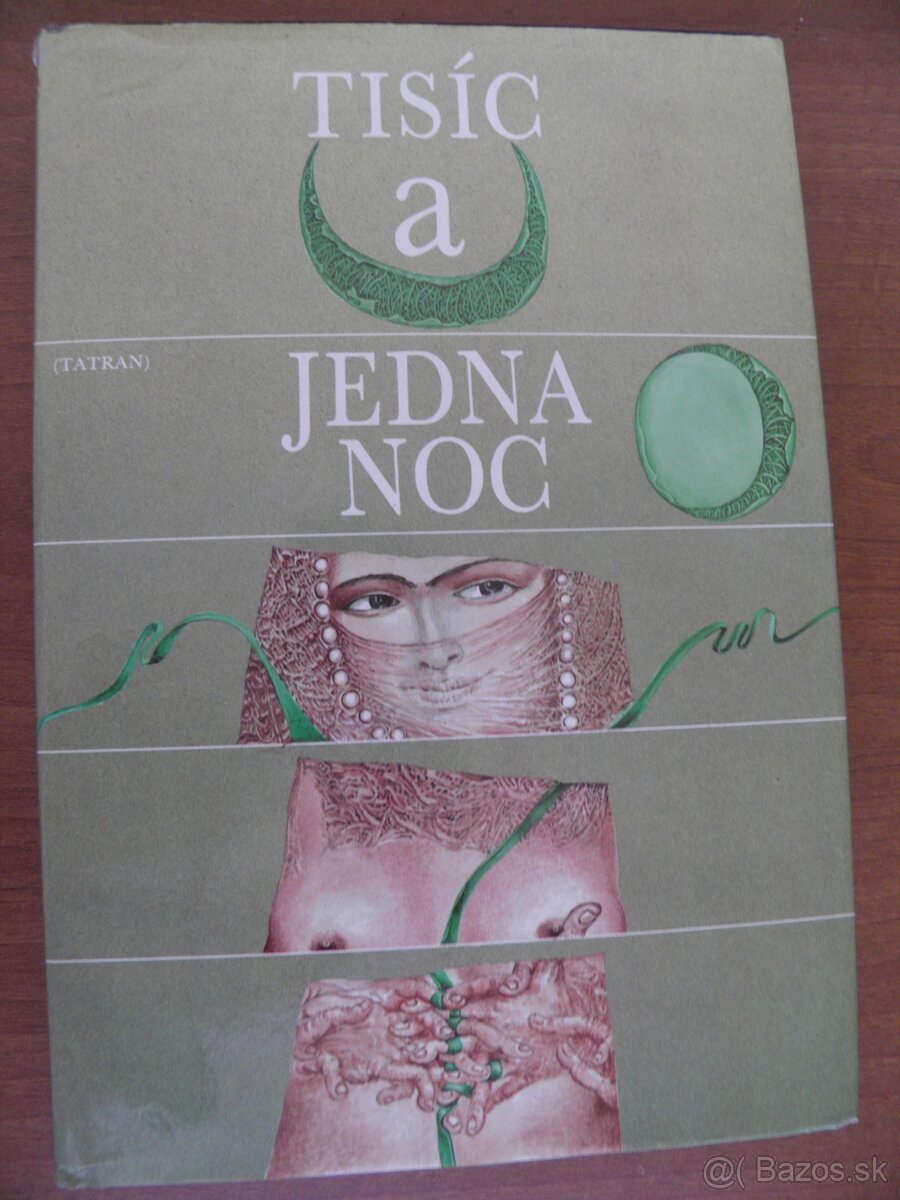 TISÍC
a
(TATRAN)
JEDNA
NOC
@( Bazos.sk